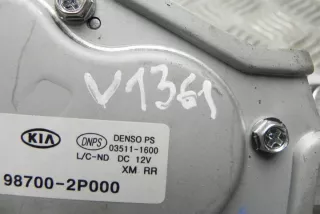 V1361
KIA
DNPS
DENSO PS
03511-1600
L/C-ND DC 12V
XM RR
98700-2P000